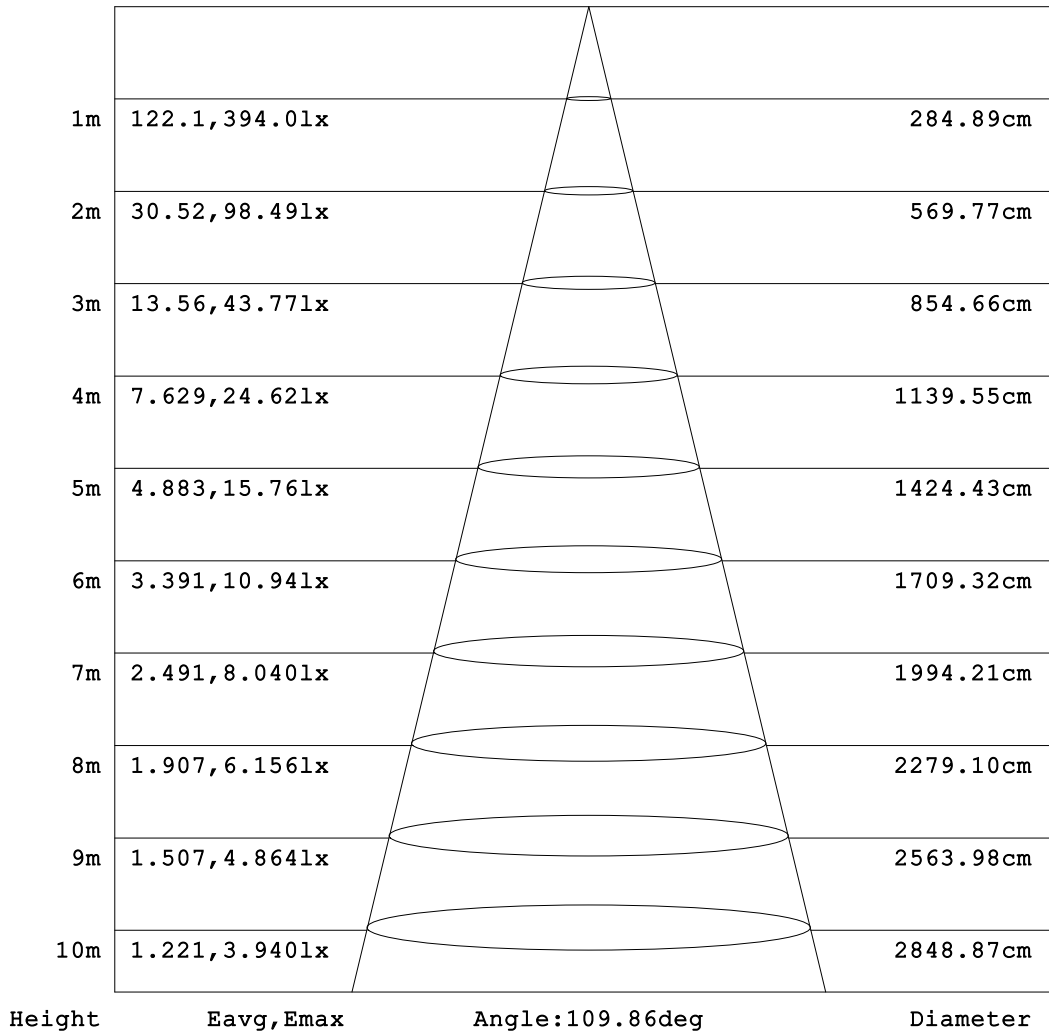 1m 122.1,394.0lx 284.89cm
2m 30.52,98.49lx 569.77cm
3m 13.56,43.77lx 854.66cm
4m 7.629,24.62lx 1139.55cm
5m 4.883,15.76lx 1424.43cm
6m 3.391,10.94lx 1709.32cm
7m 2.491,8.040lx 1994.21cm
8m 1.907,6.156lx 2279.10cm
9m 1.507,4.864lx 2563.98cm
10m 1.221,3.940lx 2848.87cm
Height Eavg,Emax Angle:109.86deg Diameter